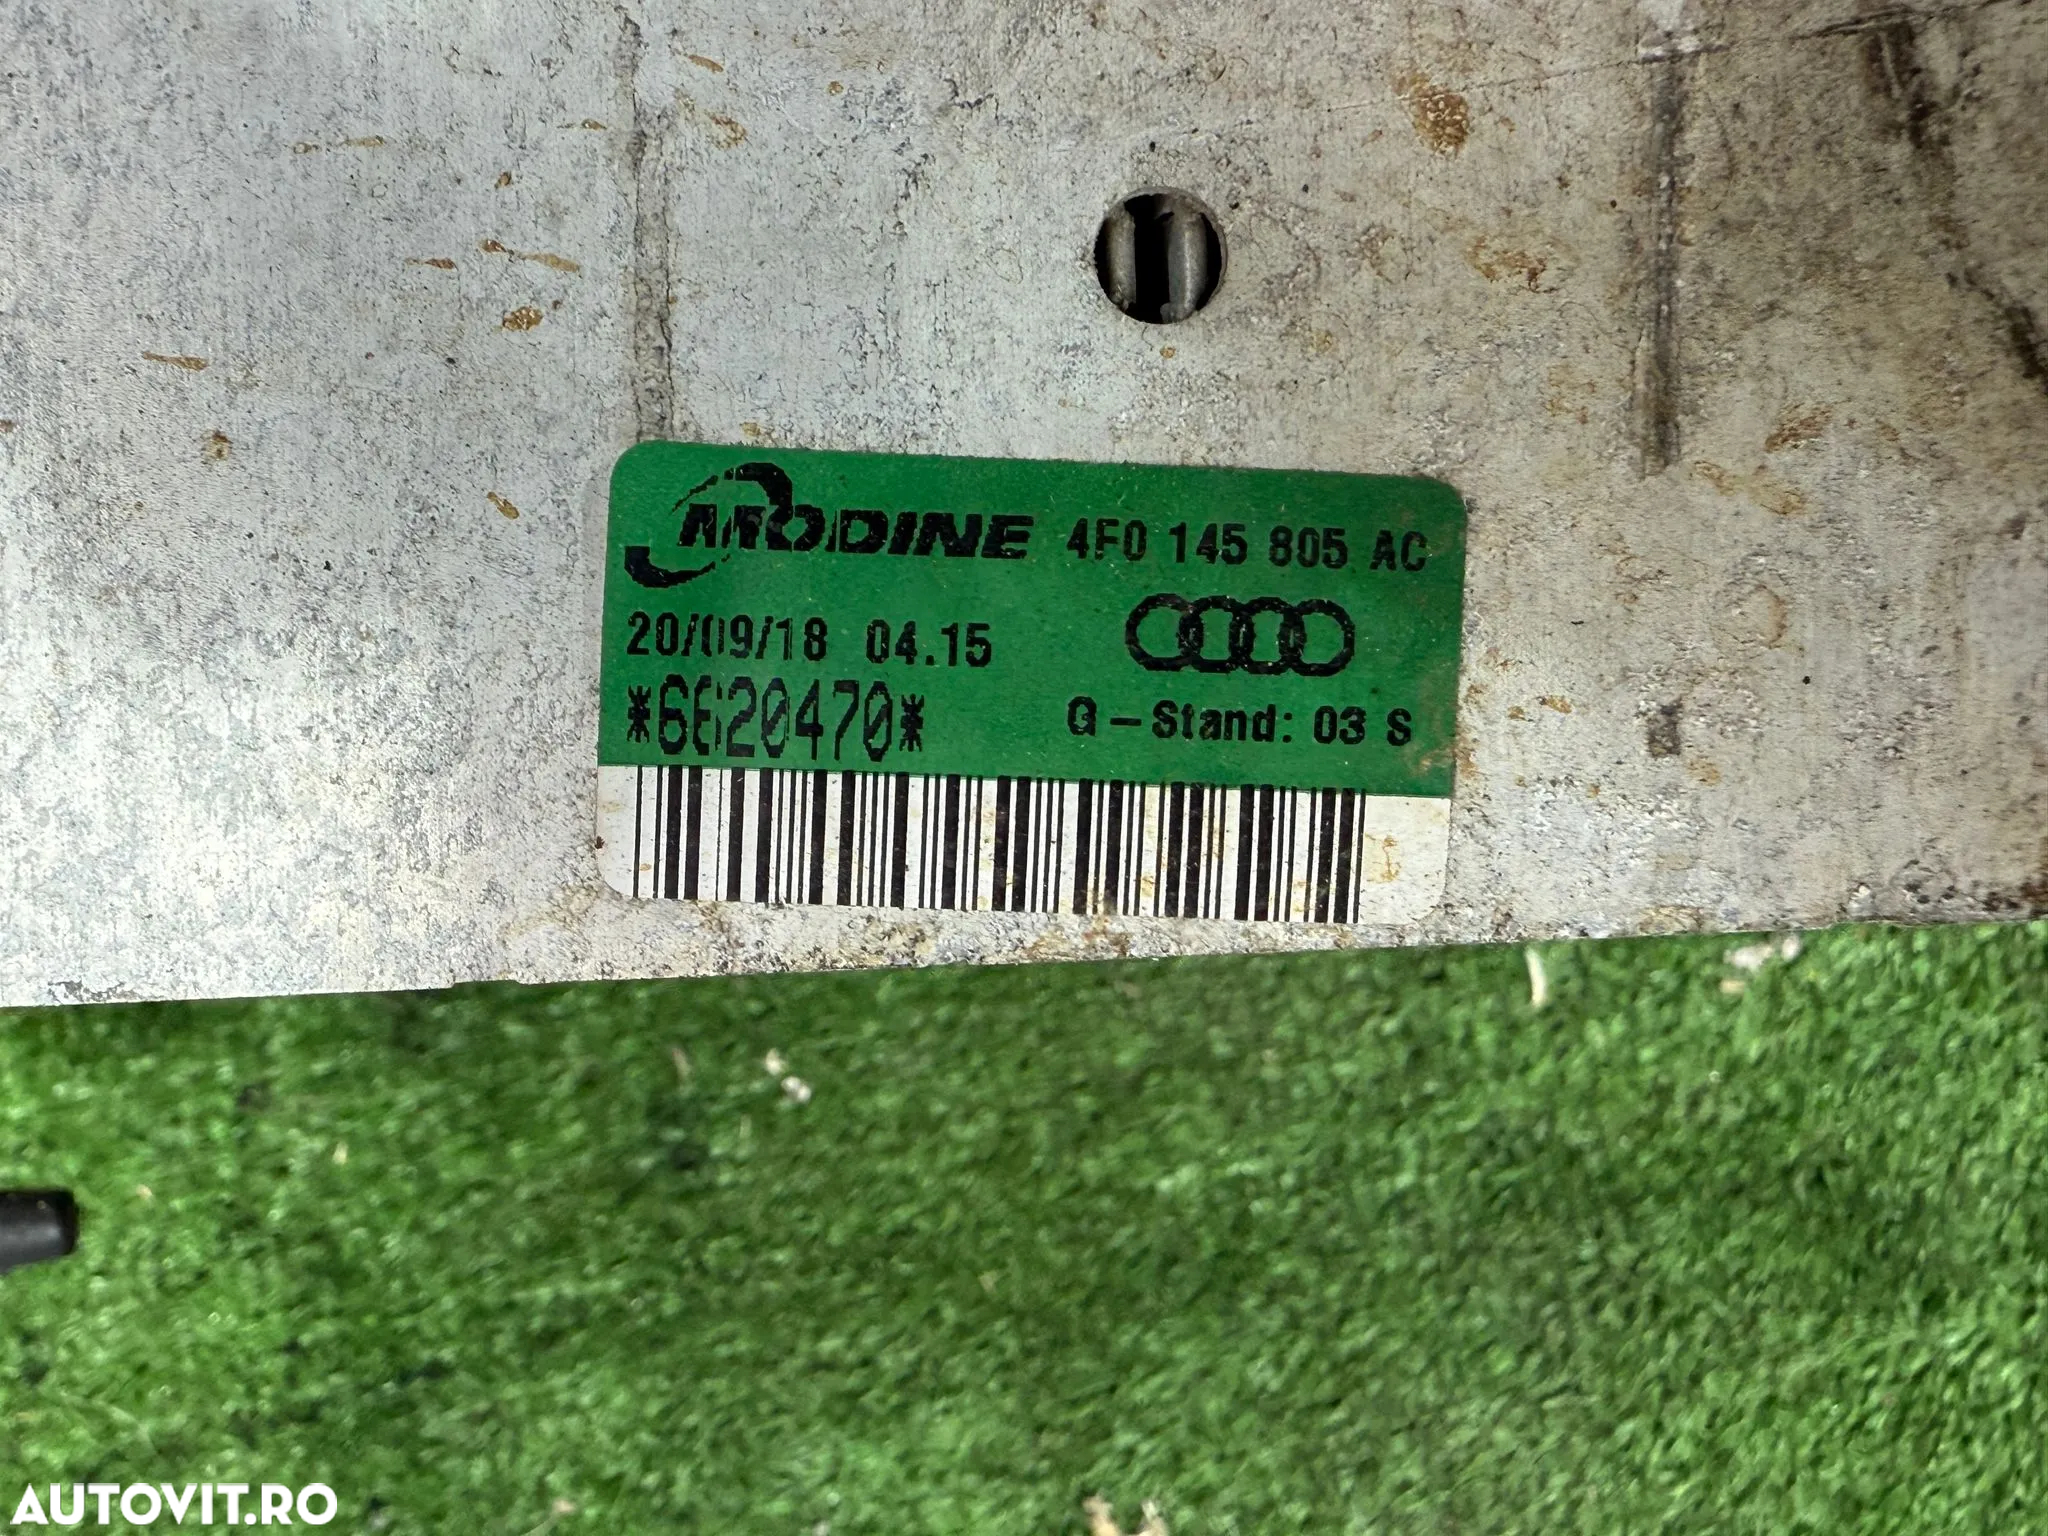 MODINE 4F0 145 805 AC
20/09/18 04.15
*6620470*
G-Stand: 03 S
AUTOVIT.RO